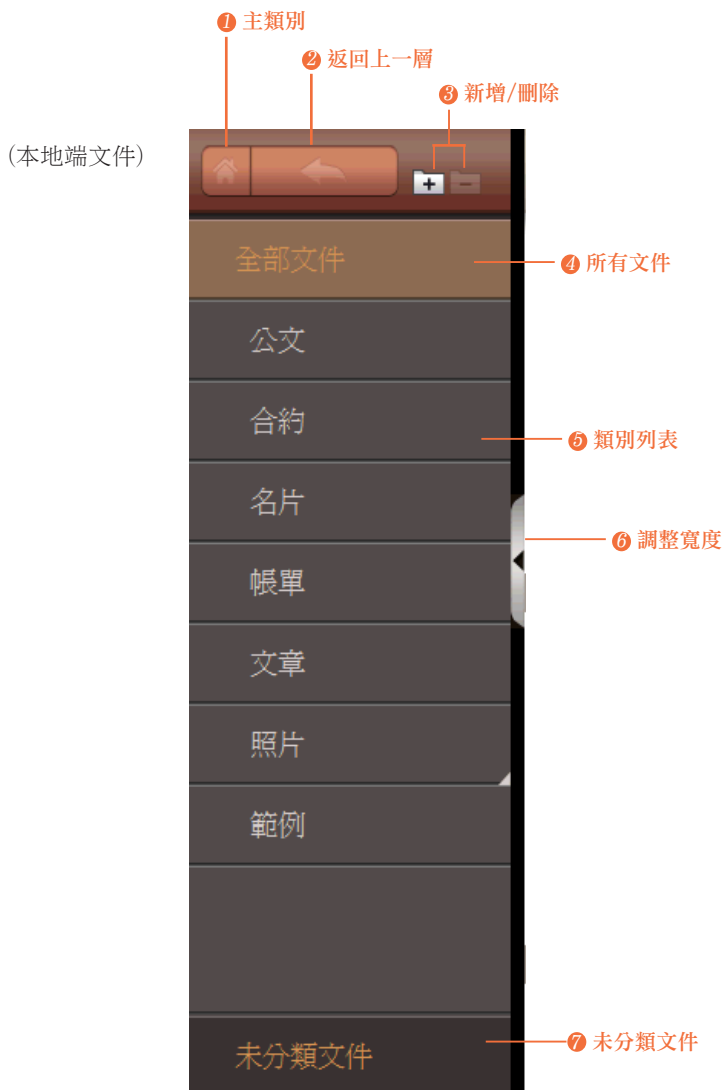 ❶ 主類別
❷ 返回上一層
❸ 新增/刪除
(本地端文件)
全部文件
❹ 所有文件
公文
合約
❺ 類別列表
名片
❻ 調整寬度
帳單
文章
照片
範例
未分類文件
❼ 未分類文件